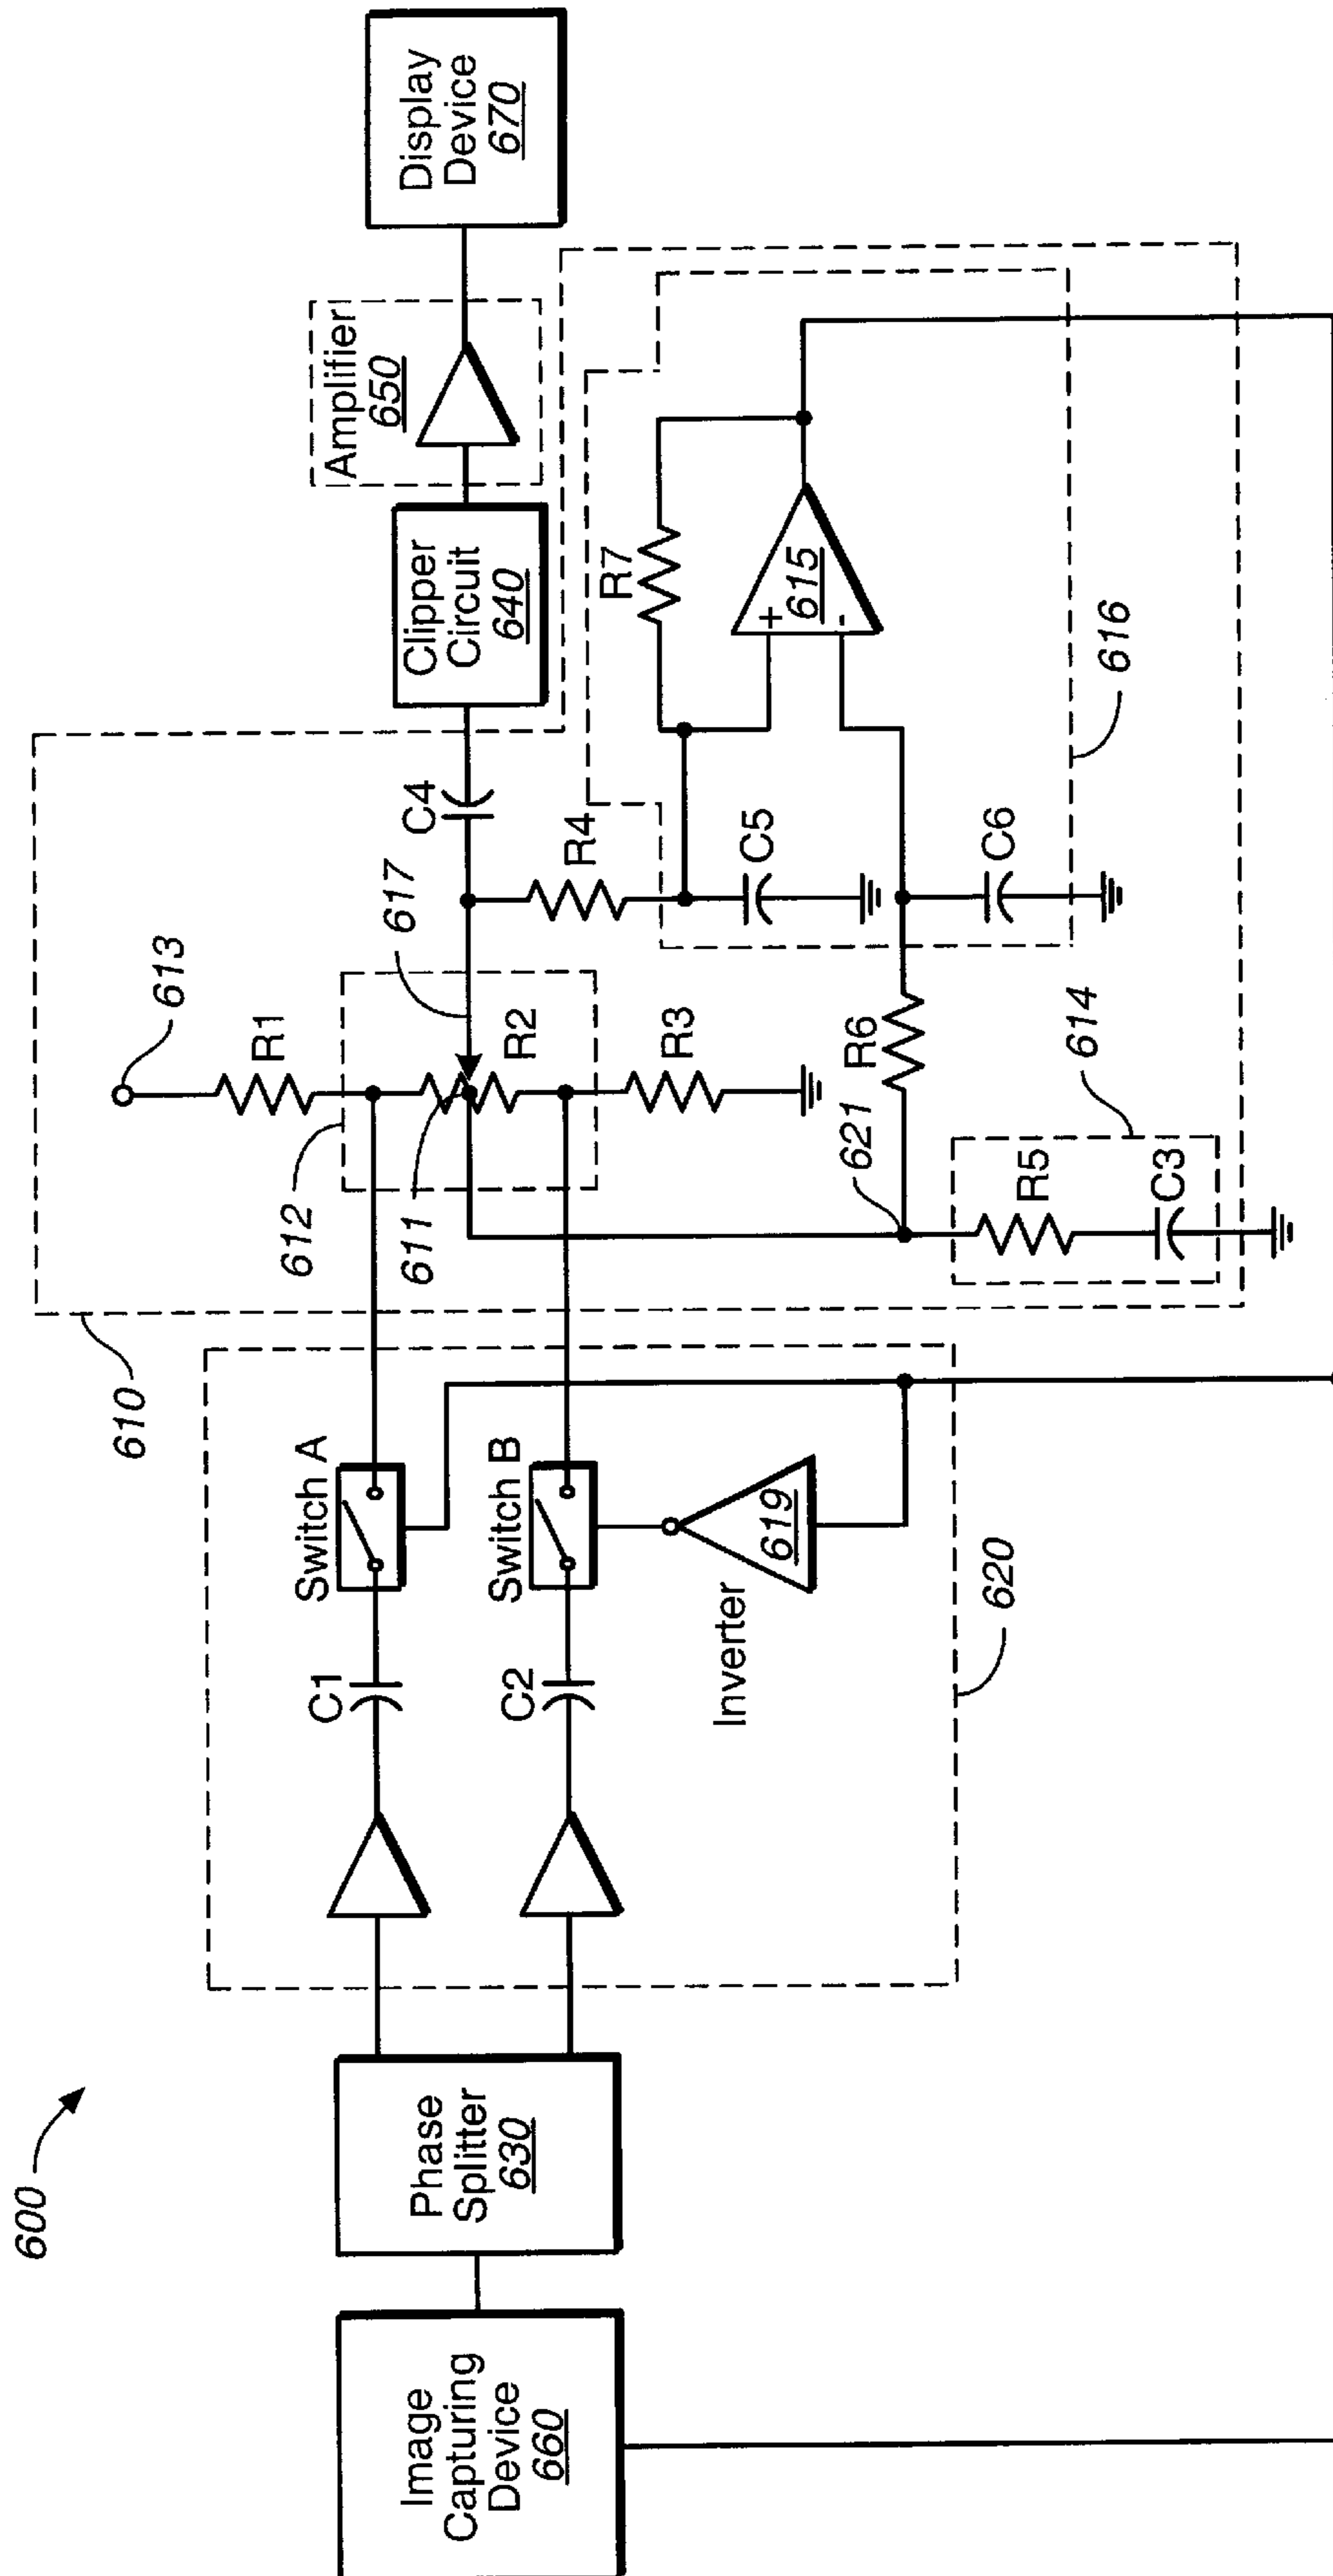 600
Image
Capturing
Device
660
Phase
Splitter
630
620
C1
C2
Switch A
Switch B
Inverter
619
610
612
611
613
R1
R2
R3
617
C4
R4
C5
C6
R6
621
614
R5
C3
R7
+
-
615
616
Clipper
Circuit
640
Amplifier
650
Display
Device
670